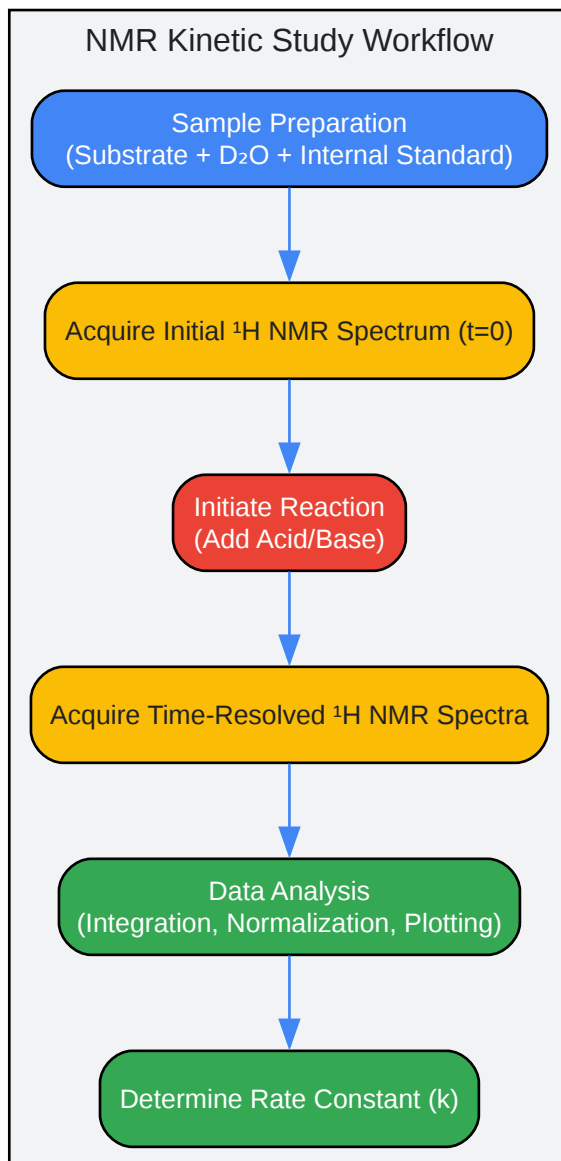 NMR Kinetic Study Workflow
Sample Preparation
(Substrate + D₂O + Internal Standard)
Acquire Initial ¹H NMR Spectrum (t=0)
Initiate Reaction
(Add Acid/Base)
Acquire Time-Resolved ¹H NMR Spectra
Data Analysis
(Integration, Normalization, Plotting)
Determine Rate Constant (k)